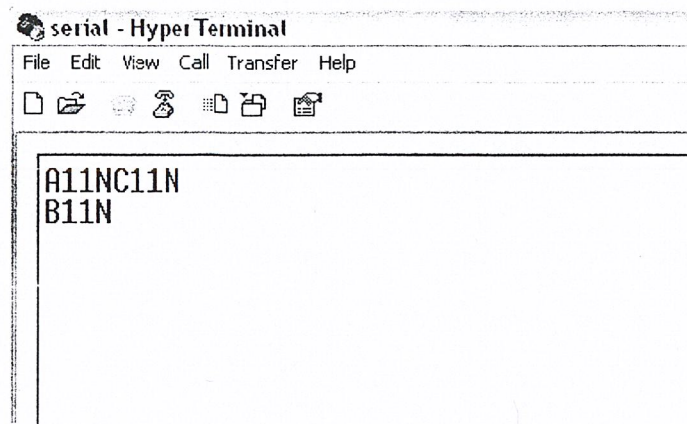 serial - HyperTerminal
File Edit View Call Transfer Help
A11NC11N
B11N